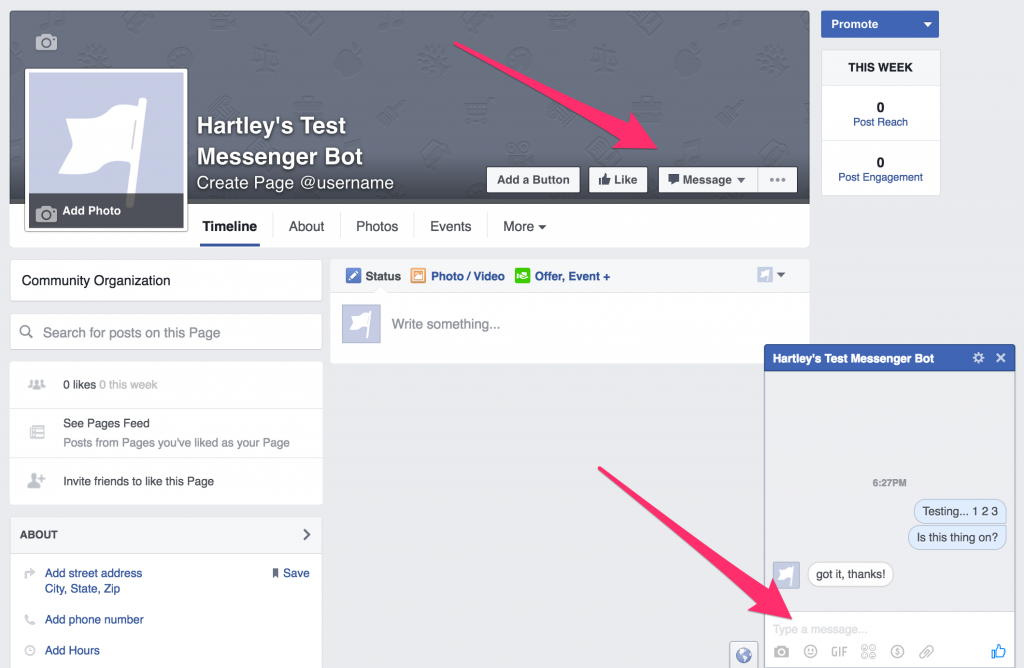 Hartley's Test
Messenger Bot
Create Page @username
Add Photo
Add a Button
Like
Message
Timeline
About
Photos
Events
More
Promote
THIS WEEK
0
Post Reach
0
Post Engagement
Community Organization
Search for posts on this Page
0 likes 0 this week
See Pages Feed
Posts from Pages you've liked as your Page
Invite friends to like this Page
ABOUT
Add street address
City, State, Zip
Save
Add phone number
Add Hours
Status
Photo / Video
Offer, Event +
Write something...
Hartley's Test Messenger Bot
6:27PM
Testing... 1 2 3
Is this thing on?
got it, thanks!
Type a message...
GIF